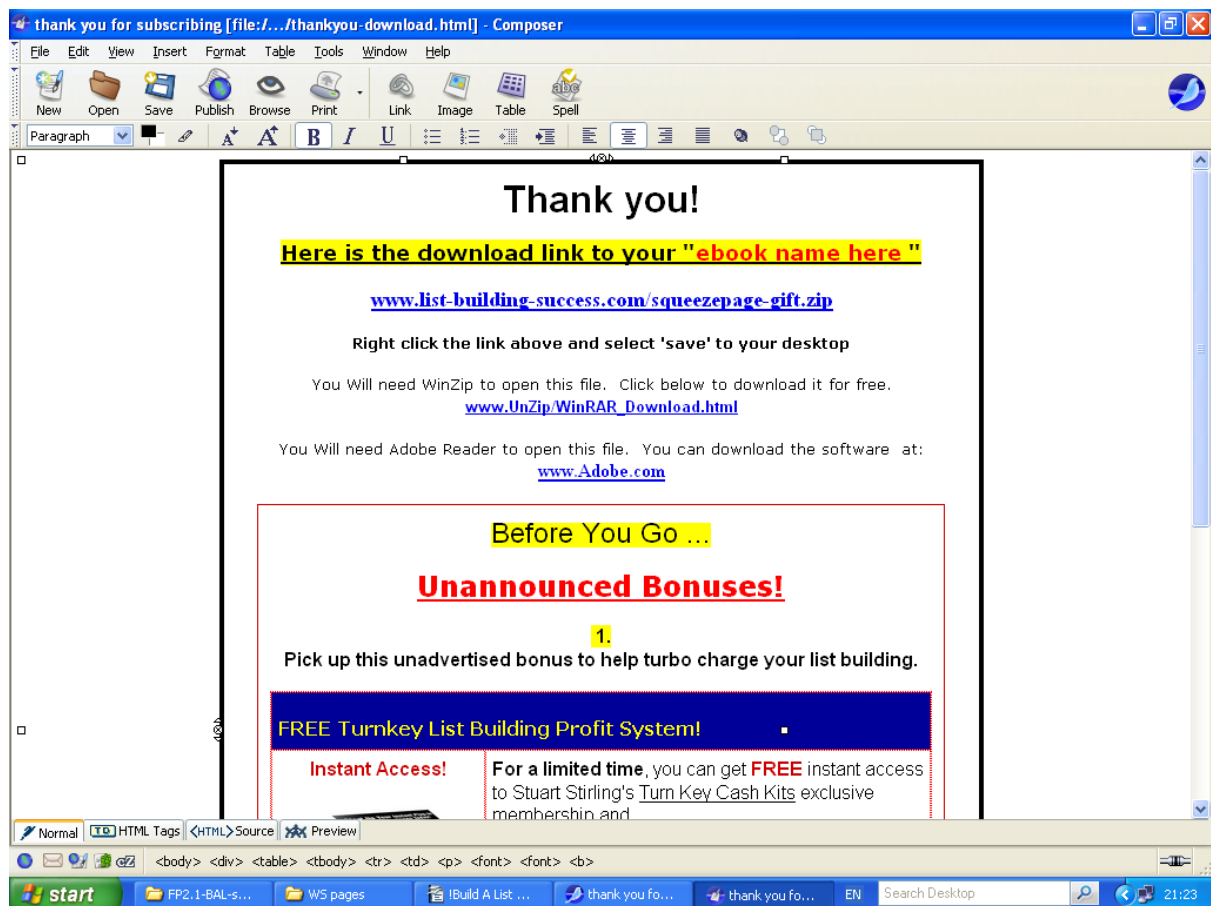 thank you for subscribing [file:/.../thankyou-download.html] - Composer
File Edit View Insert Format Table Tools Window Help
New Open Save Publish Browse Print Link Image Table Spell
Paragraph
Thank you!
Here is the download link to your "ebook name here "
www.list-building-success.com/squeezepage-gift.zip
Right click the link above and select 'save' to your desktop
You Will need WinZip to open this file. Click below to download it for free.
www.UnZip/WinRAR_Download.html
You Will need Adobe Reader to open this file. You can download the software at:
www.Adobe.com
Before You Go ...
Unannounced Bonuses!
1.
Pick up this unadvertised bonus to help turbo charge your list building.
FREE Turnkey List Building Profit System!
Instant Access!
For a limited time, you can get FREE instant access
to Stuart Stirling's Turn Key Cash Kits exclusive
membership and
Normal TD HTML Tags <HTML> Source Preview
<body> <div> <table> <tbody> <tr> <td> <p> <font> <font> <b>
start FP2.1-BAL-s... WS pages !Build A List ... thank you fo... thank you fo... EN Search Desktop 21:23